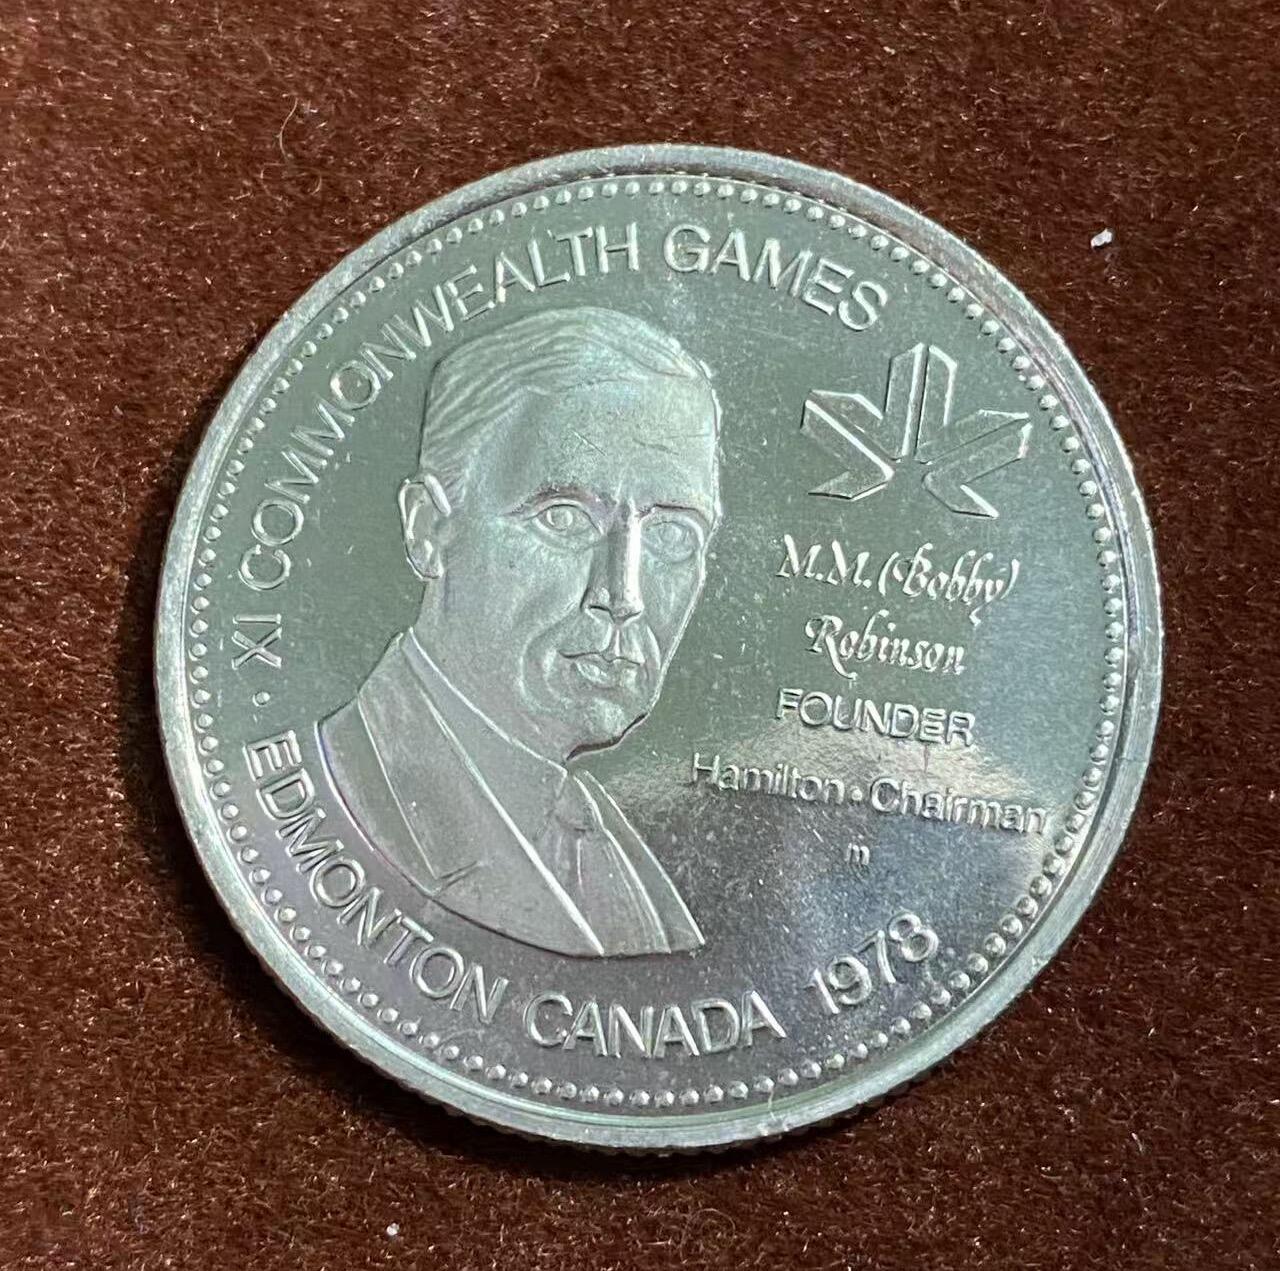 XI COMMONWEALTH GAMES
M.M. (Bobby)
Robinson
FOUNDER
Hamilton • Chairman
m
• EDMONTON CANADA 1978